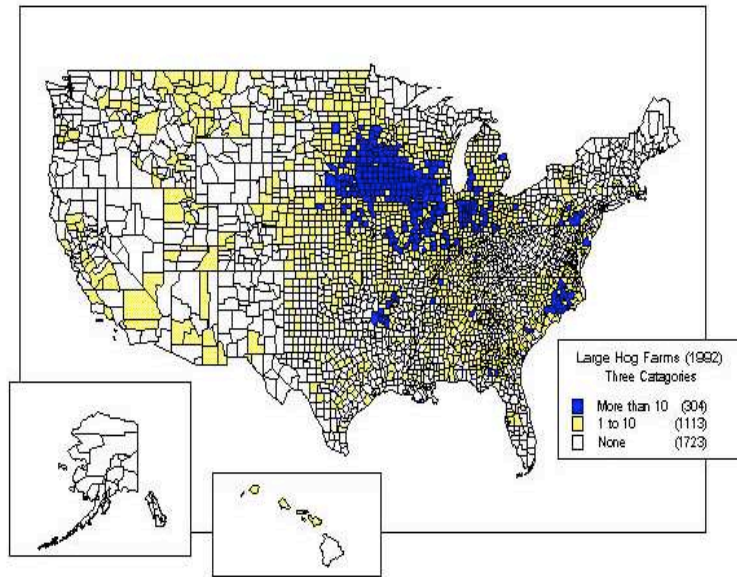 Large Hog Farms (1992)
Three Catagories
More than 10 (304)
1 to 10 (1113)
None (1723)